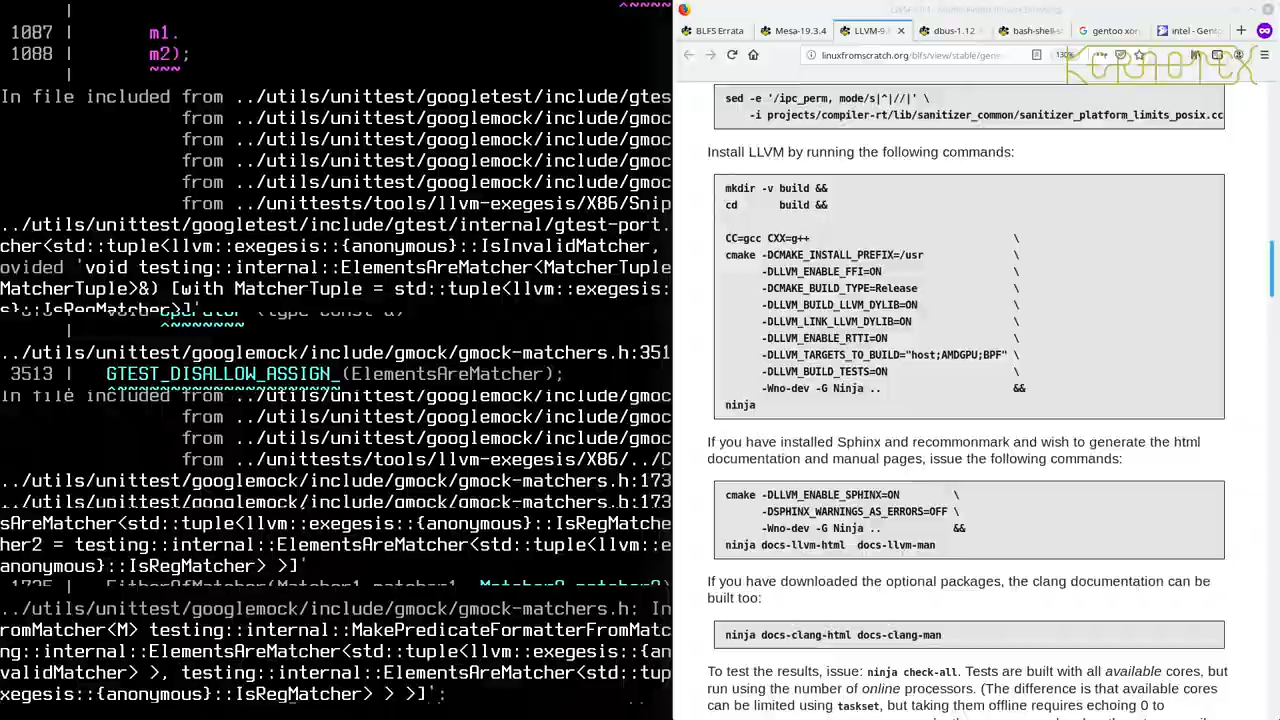 1087 |       m1.
1088 |       m2);
In file included from ../utils/unittest/googletest/include/gtes
from ../utils/unittest/googlemock/include/gmoc
from ../utils/unittest/googlemock/include/gmoc
from ../utils/unittest/googlemock/include/gmoc
from ../utils/unittest/googlemock/include/gmoc
from ../unittests/tools/llvm-exegesis/X86/Snip
../utils/unittest/googletest/include/gtest/internal/gtest-port.
cher<std::tuple<llvm::exegesis::{anonymous}::IsInvalidMatcher,
ovided 'void testing::internal::ElementsAreMatcher<MatcherTuple
MatcherTuple>&) [with MatcherTuple = std::tuple<llvm::exegesis:
s}::IsRegMatcher>]'
operator (type const &)
../utils/unittest/googlemock/include/gmock/gmock-matchers.h:351
3513 |   GTEST_DISALLOW_ASSIGN_(ElementsAreMatcher);
In file included from ../utils/unittest/googlemock/include/gmoc
from ../utils/unittest/googlemock/include/gmoc
from ../utils/unittest/googlemock/include/gmoc
from ../unittests/tools/llvm-exegesis/X86/../C
../utils/unittest/googlemock/include/gmock/gmock-matchers.h:173
../utils/unittest/googlemock/include/gmock/gmock-matchers.h:173
sAreMatcher<std::tuple<llvm::exegesis::{anonymous}::IsRegMatche
her2 = testing::internal::ElementsAreMatcher<std::tuple<llvm::e
anonymous}::IsRegMatcher> >]'
1735 |   EitherOfMatcher(Matcher1 matcher1, Matcher2 matcher2)
../utils/unittest/googlemock/include/gmock/gmock-matchers.h: In
romMatcher<M> testing::internal::MakePredicateFormatterFromMatc
ng::internal::ElementsAreMatcher<std::tuple<llvm::exegesis::{an
validMatcher> >, testing::internal::ElementsAreMatcher<std::tup
xegesis::{anonymous}::IsRegMatcher> > >]':
BLFS Errata
Mesa-19.3.4
LLVM-9.
dbus-1.12
bash-shell-s
gentoo xor
intel - Gento
linuxfromscratch.org/blfs/view/stable/gene
130%
sed -e '/ipc_perm, mode/s|^|//|' \
-i projects/compiler-rt/lib/sanitizer_common/sanitizer_platform_limits_posix.cc
Install LLVM by running the following commands:
mkdir -v build &&
cd       build &&
CC=gcc CXX=g++ \
cmake -DCMAKE_INSTALL_PREFIX=/usr \
-DLLVM_ENABLE_FFI=ON \
-DCMAKE_BUILD_TYPE=Release \
-DLLVM_BUILD_LLVM_DYLIB=ON \
-DLLVM_LINK_LLVM_DYLIB=ON \
-DLLVM_ENABLE_RTTI=ON \
-DLLVM_TARGETS_TO_BUILD="host;AMDGPU;BPF" \
-DLLVM_BUILD_TESTS=ON \
-Wno-dev -G Ninja .. &&
ninja
If you have installed Sphinx and recommonmark and wish to generate the html
documentation and manual pages, issue the following commands:
cmake -DLLVM_ENABLE_SPHINX=ON \
-DSPHINX_WARNINGS_AS_ERRORS=OFF \
-Wno-dev -G Ninja .. &&
ninja docs-llvm-html  docs-llvm-man
If you have downloaded the optional packages, the clang documentation can be
built too:
ninja docs-clang-html docs-clang-man
To test the results, issue: ninja check-all. Tests are built with all available cores, but
run using the number of online processors. (The difference is that available cores
can be limited using taskset, but taking them offline requires echoing 0 to